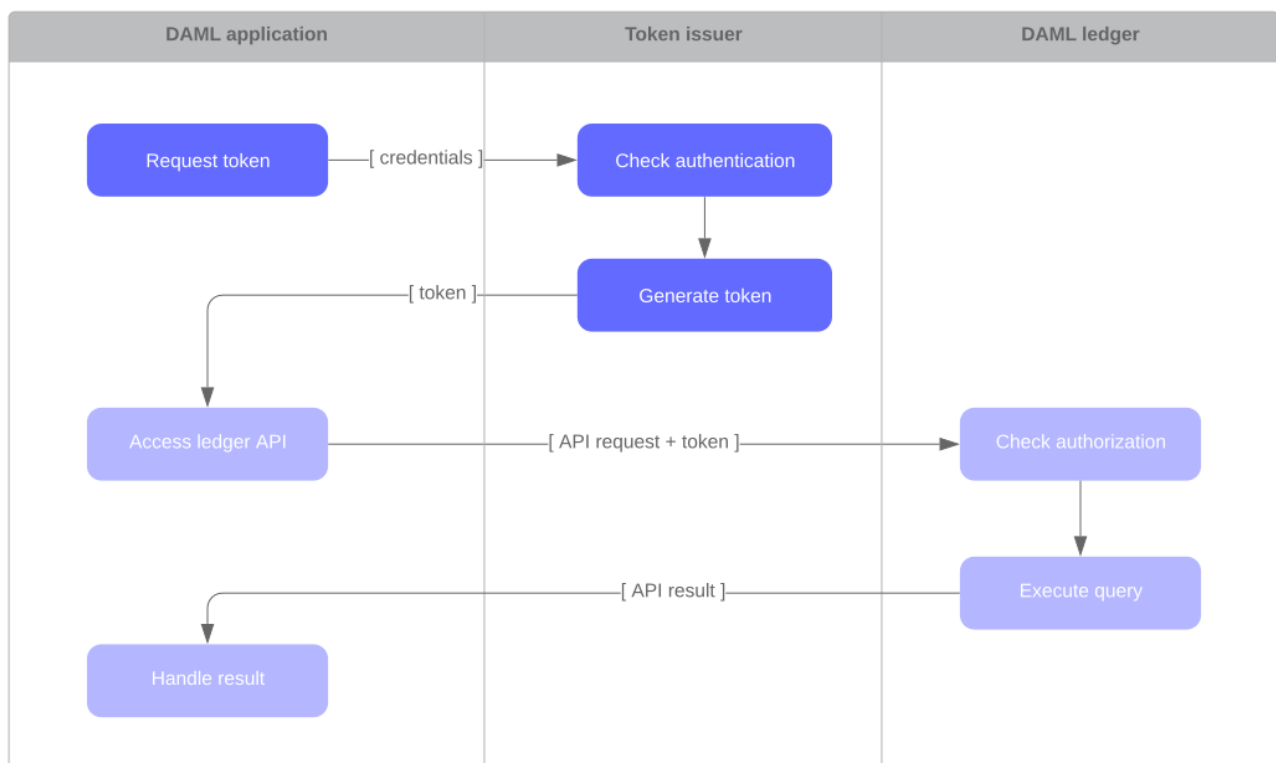 DAML application
Token issuer
DAML ledger
Request token
[ credentials ]
Check authentication
Generate token
[ token ]
Access ledger API
[ API request + token ]
Check authorization
Execute query
[ API result ]
Handle result